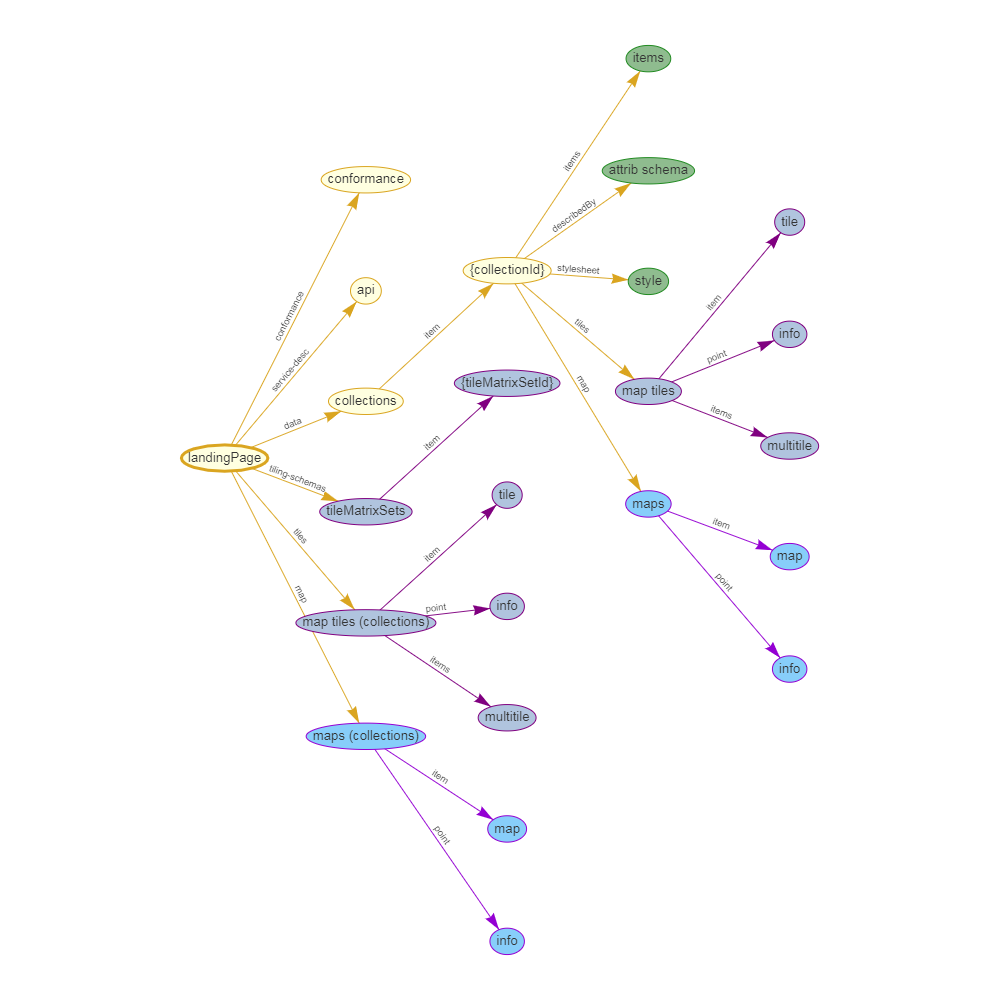 items
items
attrib schema
conformance
describedBy
tile
{collectionId}
stylesheet
style
item
api
conformance
item
tiles
info
point
service-desc
{tileMatrixSetId}
map
map tiles
collections
items
data
item
multitile
landingPage
tiling-schemas
tile
maps
tileMatrixSets
item
tiles
item
map
point
map
info
point
map tiles (collections)
items
info
multitile
maps (collections)
item
map
point
info